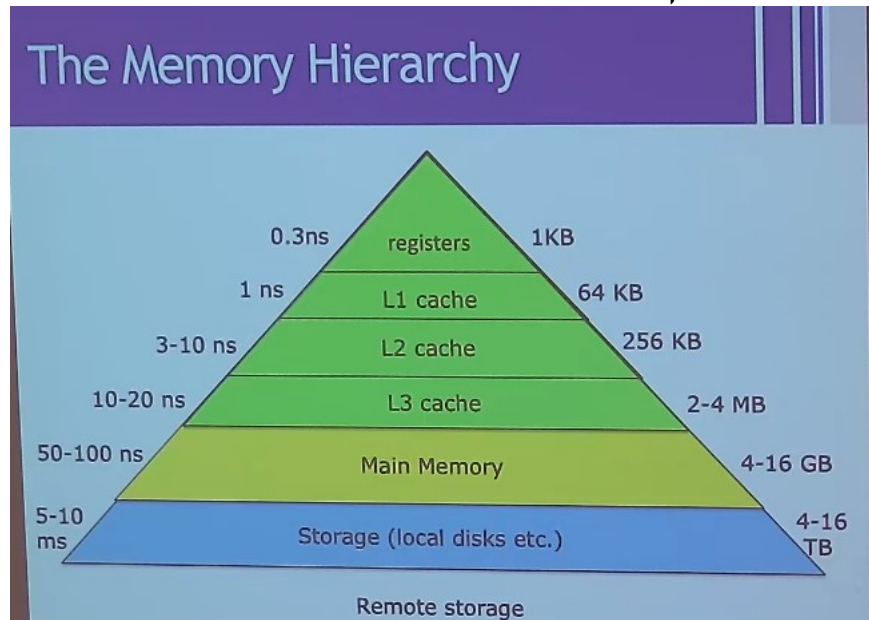 The Memory Hierarchy
0.3ns registers 1KB
1 ns L1 cache 64 KB
3-10 ns L2 cache 256 KB
10-20 ns L3 cache 2-4 MB
50-100 ns Main Memory 4-16 GB
5-10
ms
Storage (local disks etc.)
4-16
TB
Remote storage